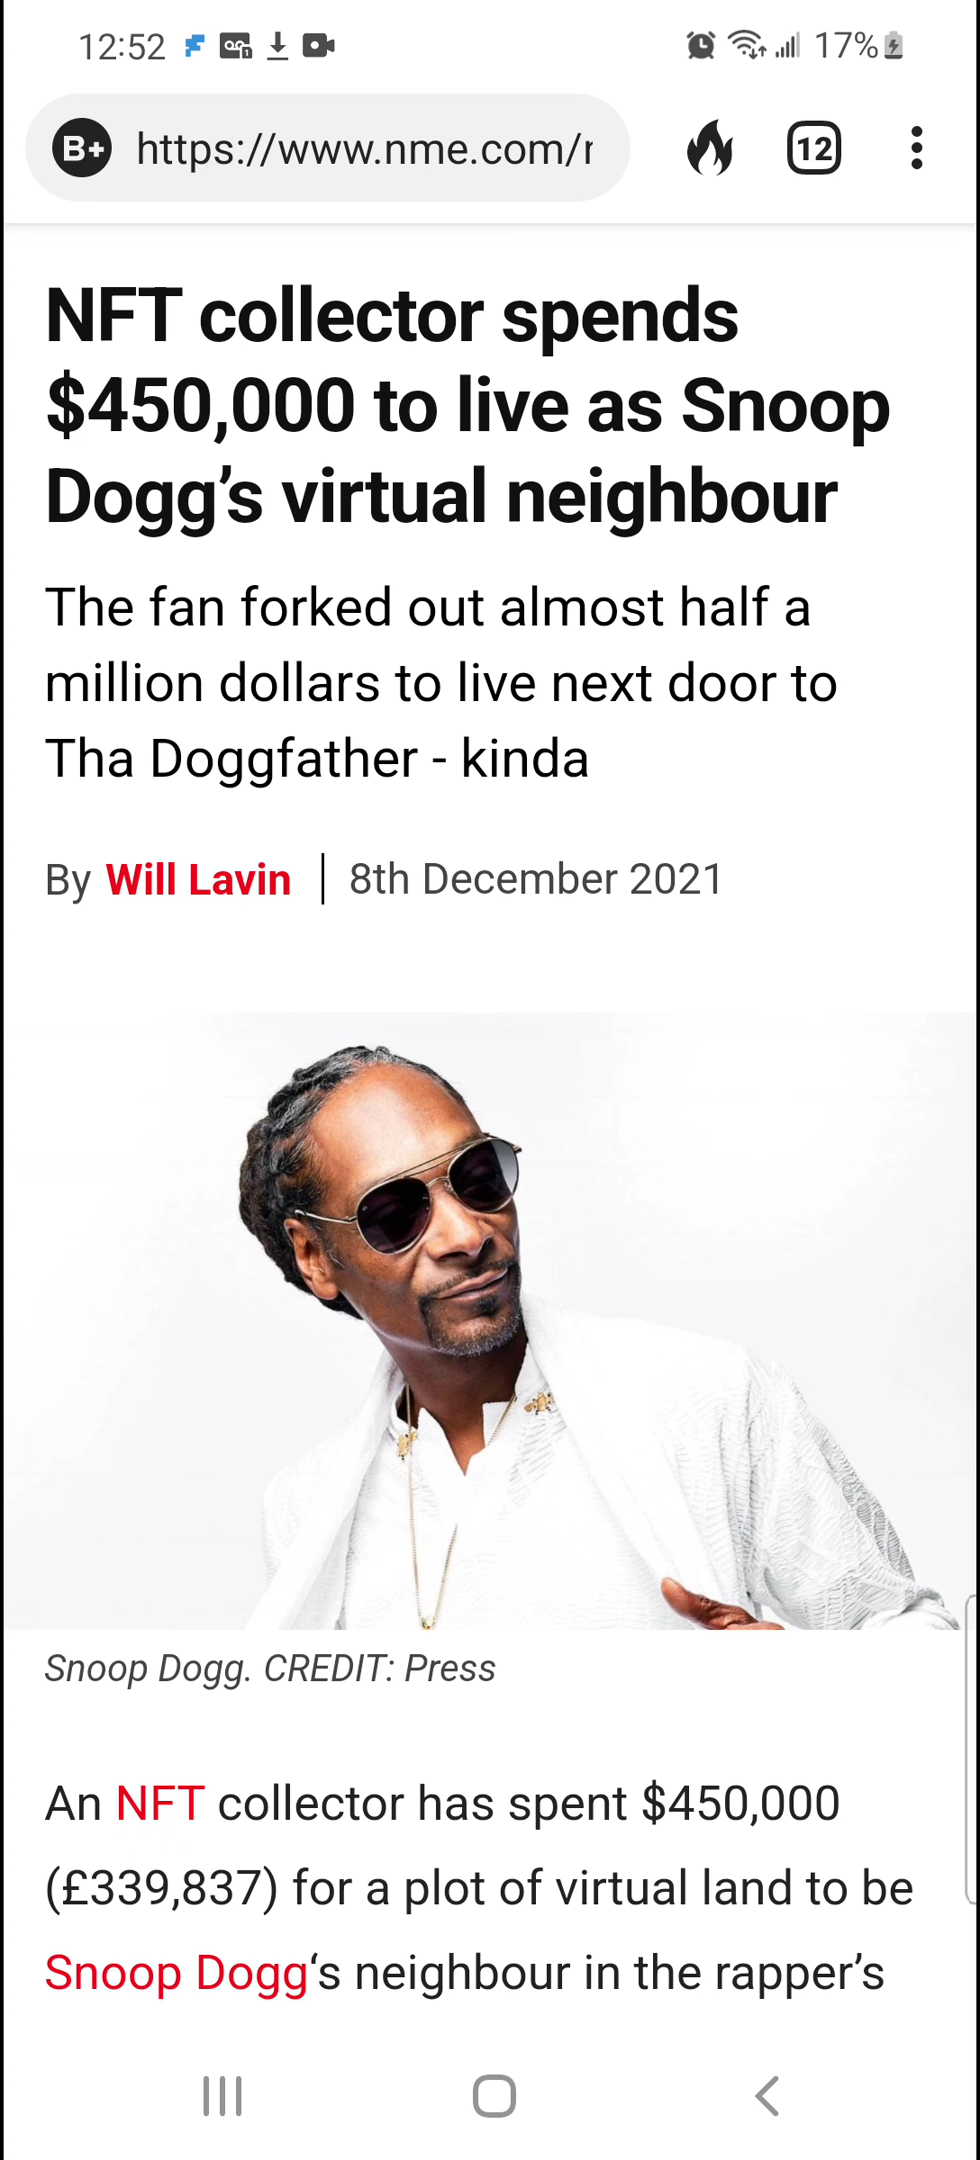 12:52
17%
B+ https://www.nme.com/
12
NFT collector spends
$450,000 to live as Snoop
Dogg’s virtual neighbour
The fan forked out almost half a
million dollars to live next door to
Tha Doggfather - kinda
By Will Lavin | 8th December 2021
Snoop Dogg. CREDIT: Press
An NFT collector has spent $450,000
(£339,837) for a plot of virtual land to be
Snoop Dogg‘s neighbour in the rapper’s